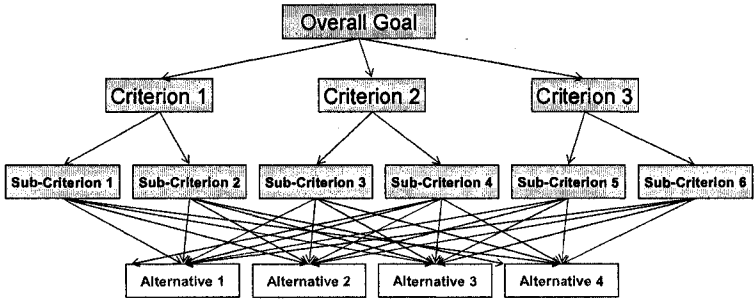 Overall Goal
Criterion 1
Criterion 2
Criterion 3
Sub-Criterion 1
Sub-Criterion 2
Sub-Criterion 3
Sub-Criterion 4
Sub-Criterion 5
Sub-Criterion 6
Alternative 1
Alternative 2
Alternative 3
Alternative 4